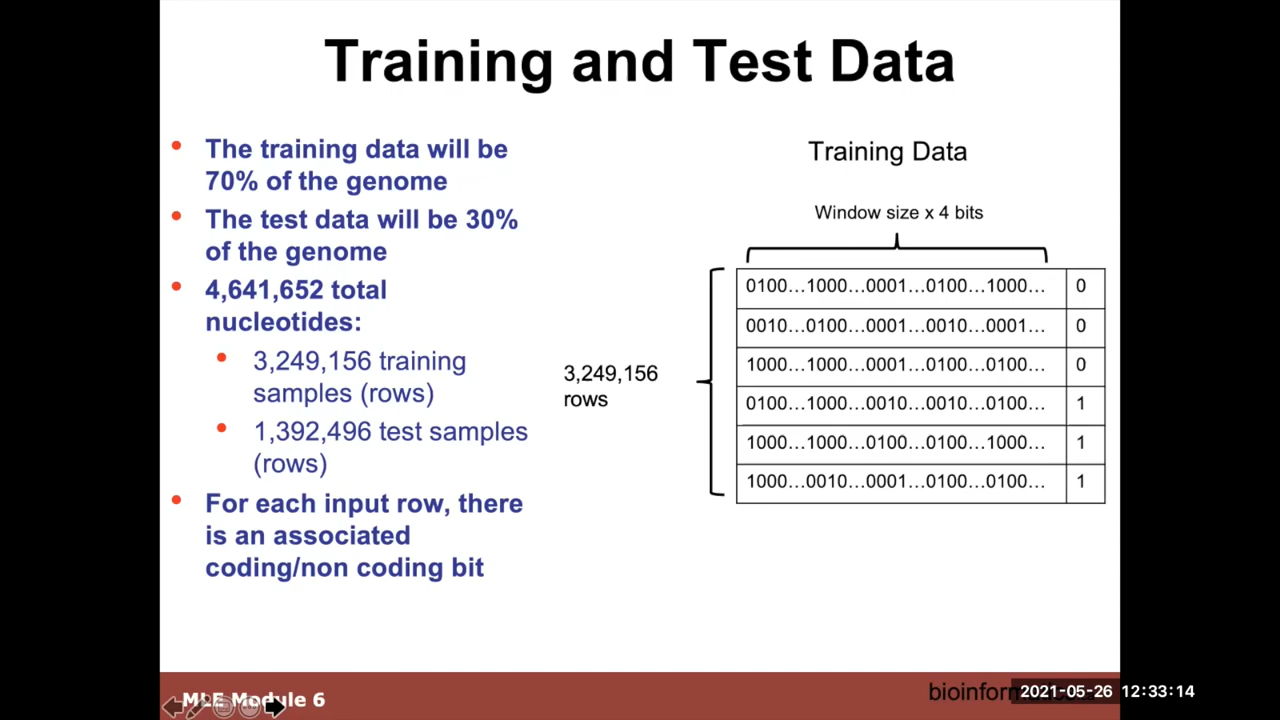 Training and Test Data
The training data will be
70% of the genome
The test data will be 30%
of the genome
4,641,652 total
nucleotides:
3,249,156 training
samples (rows)
1,392,496 test samples
(rows)
For each input row, there
is an associated
coding/non coding bit
Training Data
Window size x 4 bits
3,249,156
rows
0100...1000...0001...0100...1000... 0
0010...0100...0001...0010...0001... 0
1000...1000...0001...0100...0100... 0
0100...1000...0010...0010...0100... 1
1000...1000...0100...0100...1000... 1
1000...0010...0001...0100...0100... 1
MLE Module 6
2021-05-26 12:33:14